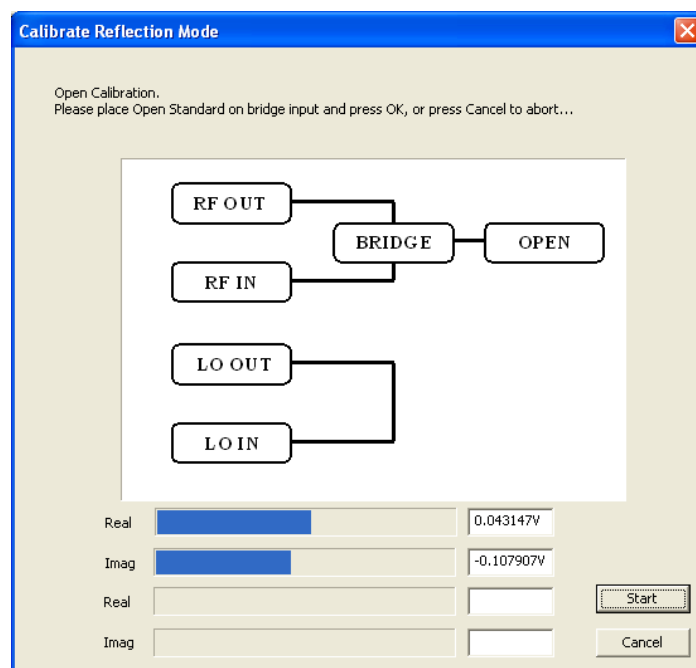 Calibrate Reflection Mode
Open Calibration.
Please place Open Standard on bridge input and press OK, or press Cancel to abort...
RF OUT
BRIDGE
OPEN
RF IN
LO OUT
LO IN
Real
0.043147V
Imag
-0.107907V
Real
Start
Imag
Cancel